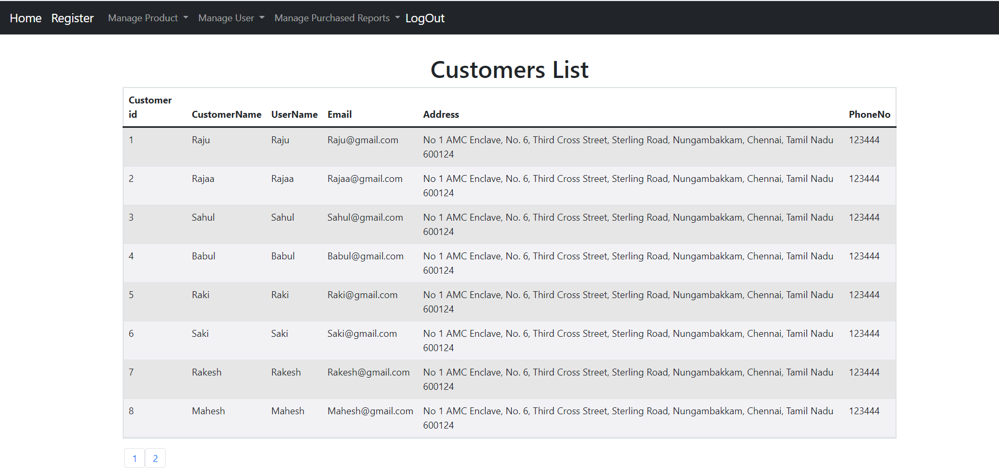 Home Register Manage Product Manage User Manage Purchased Reports LogOut
Customers List
Customer
id CustomerName UserName Email Address PhoneNo
1 Raju Raju Raju@gmail.com No 1 AMC Enclave, No. 6, Third Cross Street, Sterling Road, Nungambakkam, Chennai, Tamil Nadu 123444
600124
2 Rajaa Rajaa Rajaa@gmail.com No 1 AMC Enclave, No. 6, Third Cross Street, Sterling Road, Nungambakkam, Chennai, Tamil Nadu 123444
600124
3 Sahul Sahul Sahul@gmail.com No 1 AMC Enclave, No. 6, Third Cross Street, Sterling Road, Nungambakkam, Chennai, Tamil Nadu 123444
600124
4 Babul Babul Babul@gmail.com No 1 AMC Enclave, No. 6, Third Cross Street, Sterling Road, Nungambakkam, Chennai, Tamil Nadu 123444
600124
5 Raki Raki Raki@gmail.com No 1 AMC Enclave, No. 6, Third Cross Street, Sterling Road, Nungambakkam, Chennai, Tamil Nadu 123444
600124
6 Saki Saki Saki@gmail.com No 1 AMC Enclave, No. 6, Third Cross Street, Sterling Road, Nungambakkam, Chennai, Tamil Nadu 123444
600124
7 Rakesh Rakesh Rakesh@gmail.com No 1 AMC Enclave, No. 6, Third Cross Street, Sterling Road, Nungambakkam, Chennai, Tamil Nadu 123444
600124
8 Mahesh Mahesh Mahesh@gmail.com No 1 AMC Enclave, No. 6, Third Cross Street, Sterling Road, Nungambakkam, Chennai, Tamil Nadu 123444
600124
1 2